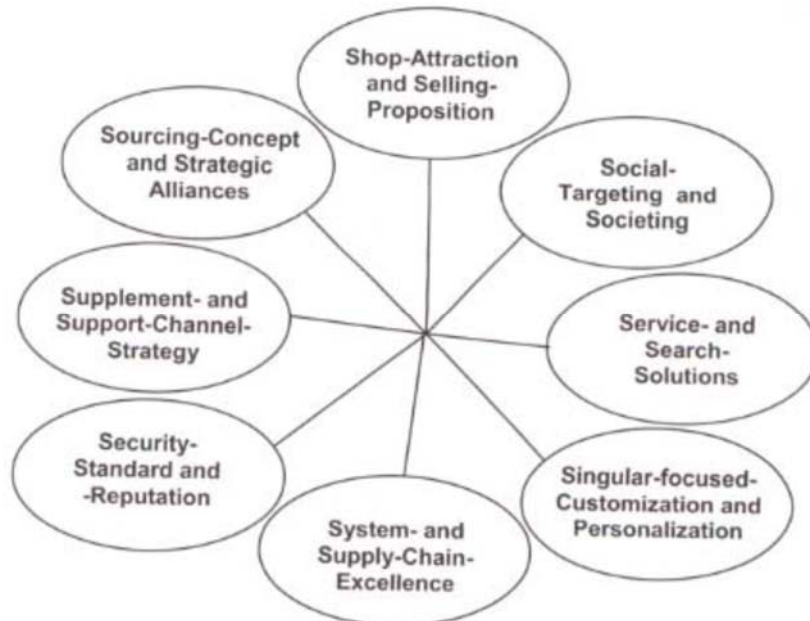 Shop-Attraction
and Selling-
Proposition
Social-
Targeting and
Societing
Service- and
Search-
Solutions
Singular-focused-
Customization and
Personalization
System- and
Supply-Chain-
Excellence
Security-
Standard and
-Reputation
Supplement- and
Support-Channel-
Strategy
Sourcing-Concept
and Strategic
Alliances